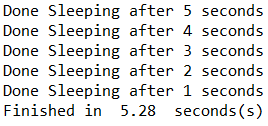 Done Sleeping after 5 seconds
Done Sleeping after 4 seconds
Done Sleeping after 3 seconds
Done Sleeping after 2 seconds
Done Sleeping after 1 seconds
Finished in  5.28  seconds(s)